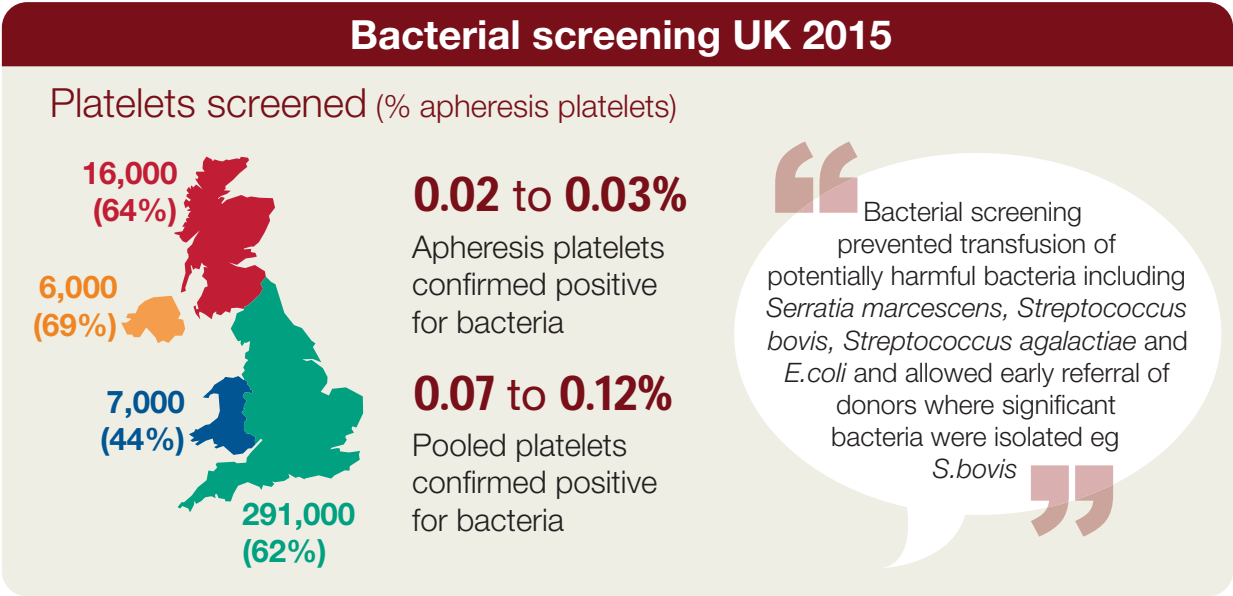 Bacterial screening UK 2015
Platelets screened (% apheresis platelets)
16,000
(64%)
6,000
(69%)
7,000
(44%)
291,000
(62%)
0.02 to 0.03%
Apheresis platelets
confirmed positive
for bacteria
0.07 to 0.12%
Pooled platelets
confirmed positive
for bacteria
“Bacterial screening
prevented transfusion of
potentially harmful bacteria including
Serratia marcescens, Streptococcus
bovis, Streptococcus agalactiae and
E.coli and allowed early referral of
donors where significant
bacteria were isolated eg
S.bovis”